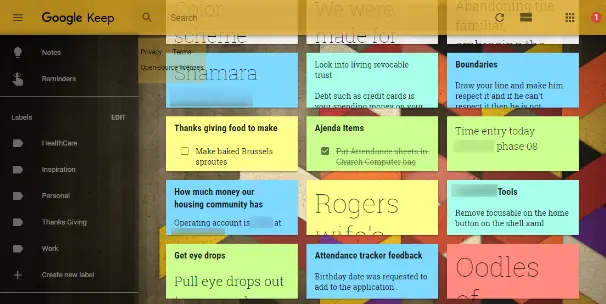 Google Keep
Search
1
Notes
Reminders
Labels
EDIT
HealthCare
Inspiration
Personal
Thanks Giving
Work
Create new label
Privacy
Terms
Open-source licenses
Color
scheme
We were
made for
Abandoning the
familiar,
embracing the
Shamara
Look into living revocable
trust
Debt such as credit cards is
your spending money on your
Boundaries
Draw your line and make him
respect it and if he can't
respect it then he is not
Thanks giving food to make
Make baked Brussels
sproutes
Ajenda Items
Put Attendance sheets in
Church Computer bag
Time entry today
phase 08
How much money our
housing community has
Operating account is
at
Rogers
wife's
Tools
Remove focusable on the home
button on the shell.xaml
Get eye drops
Pull eye drops out
Attendance tracker feedback
Birthday date was requested to
add to the application..
Oodles
of